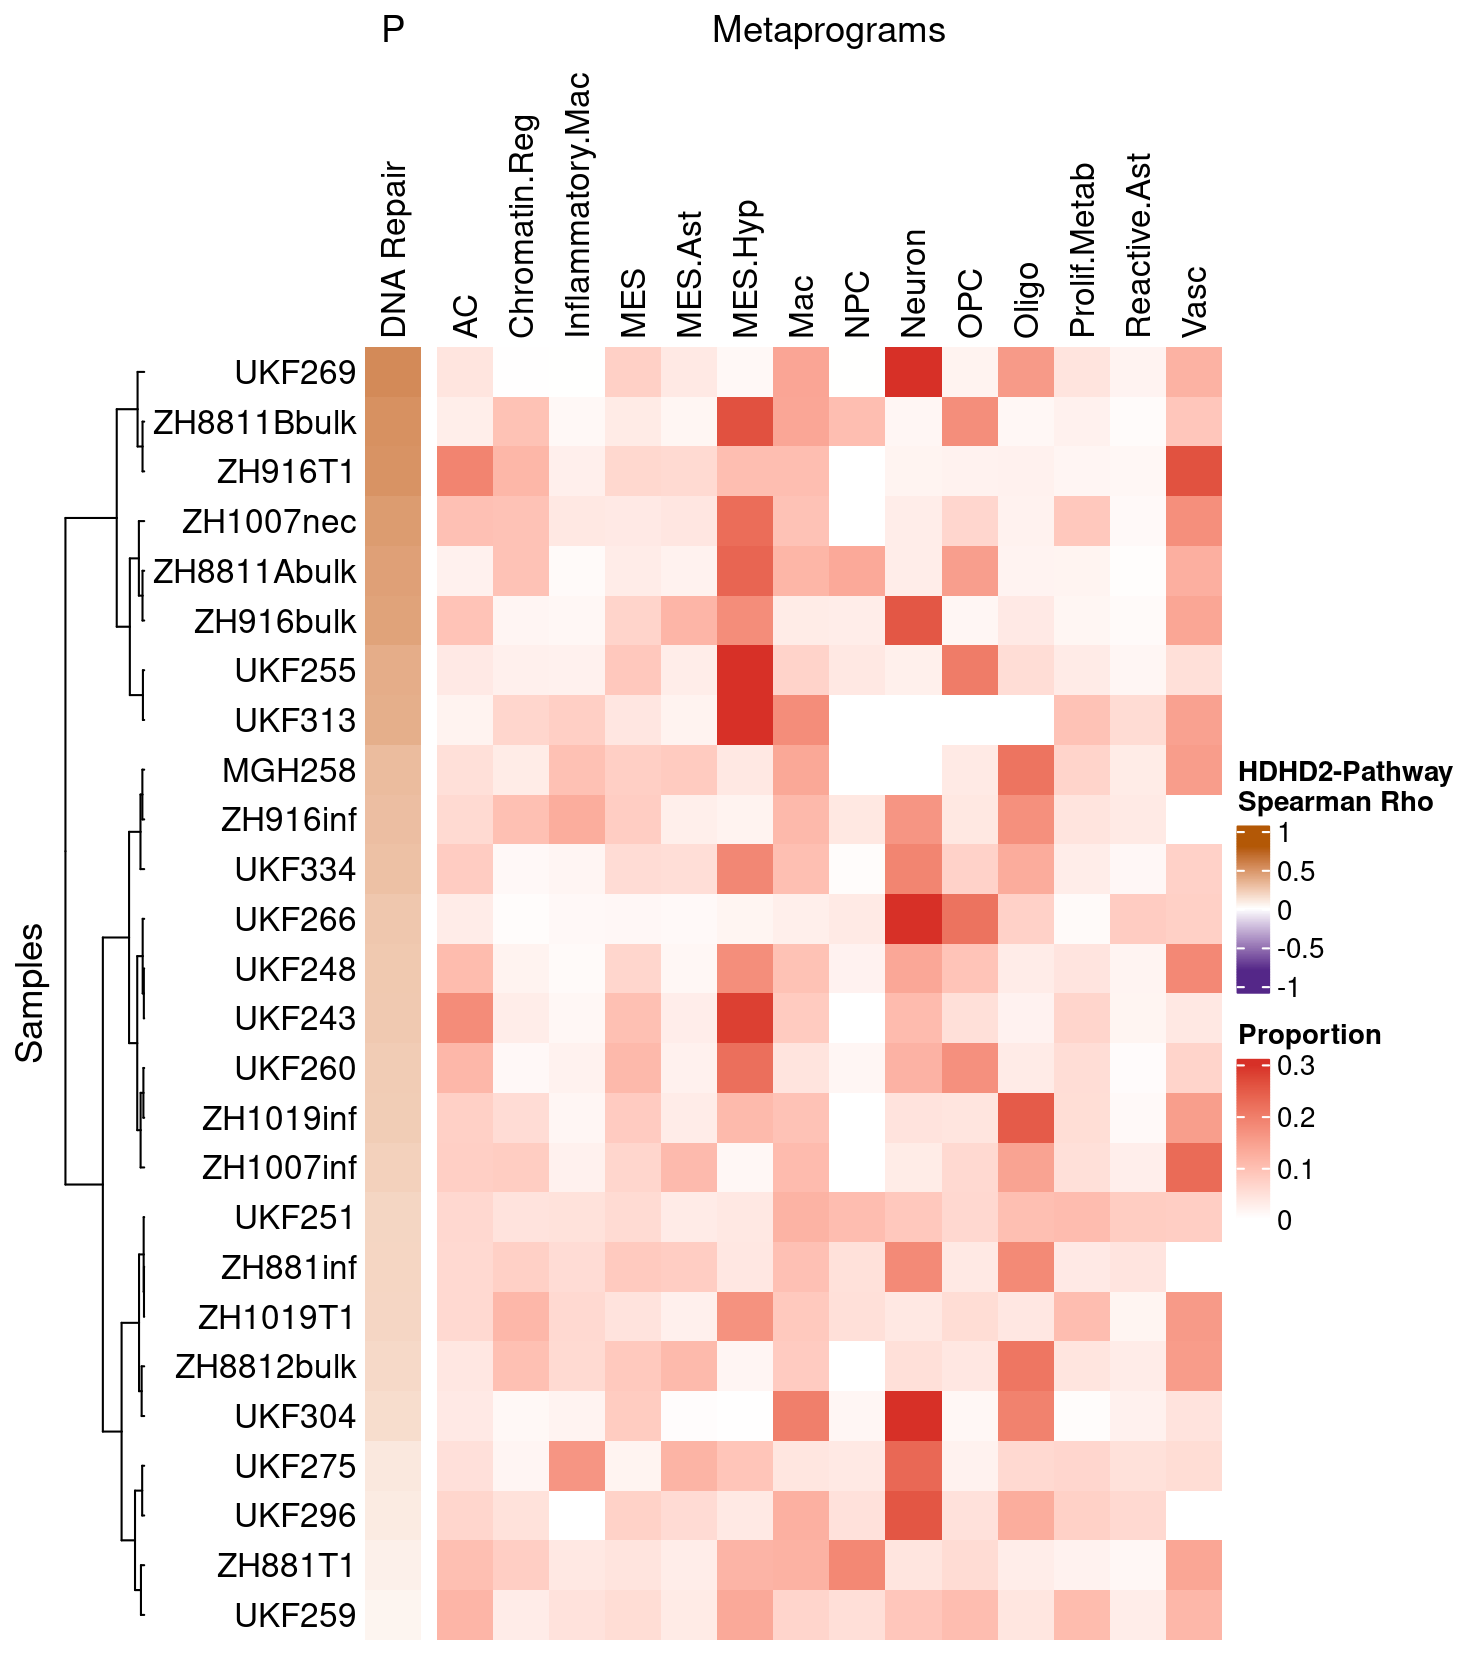 P
Metaprograms
DNA Repair
AC
Chromatin.Reg
Inflammatory.Mac
MES
MES.Ast
MES.Hyp
Mac
NPC
Neuron
OPC
Oligo
Prolif.Metab
Reactive.Ast
Vasc
Samples
UKF269
ZH8811Bbulk
ZH916T1
ZH1007nec
ZH8811Abulk
ZH916bulk
UKF255
UKF313
MGH258
ZH916inf
UKF334
UKF266
UKF248
UKF243
UKF260
ZH1019inf
ZH1007inf
UKF251
ZH881inf
ZH1019T1
ZH8812bulk
UKF304
UKF275
UKF296
ZH881T1
UKF259
HDHD2-Pathway
Spearman Rho
1
0.5
0
-0.5
-1
Proportion
0.3
0.2
0.1
0